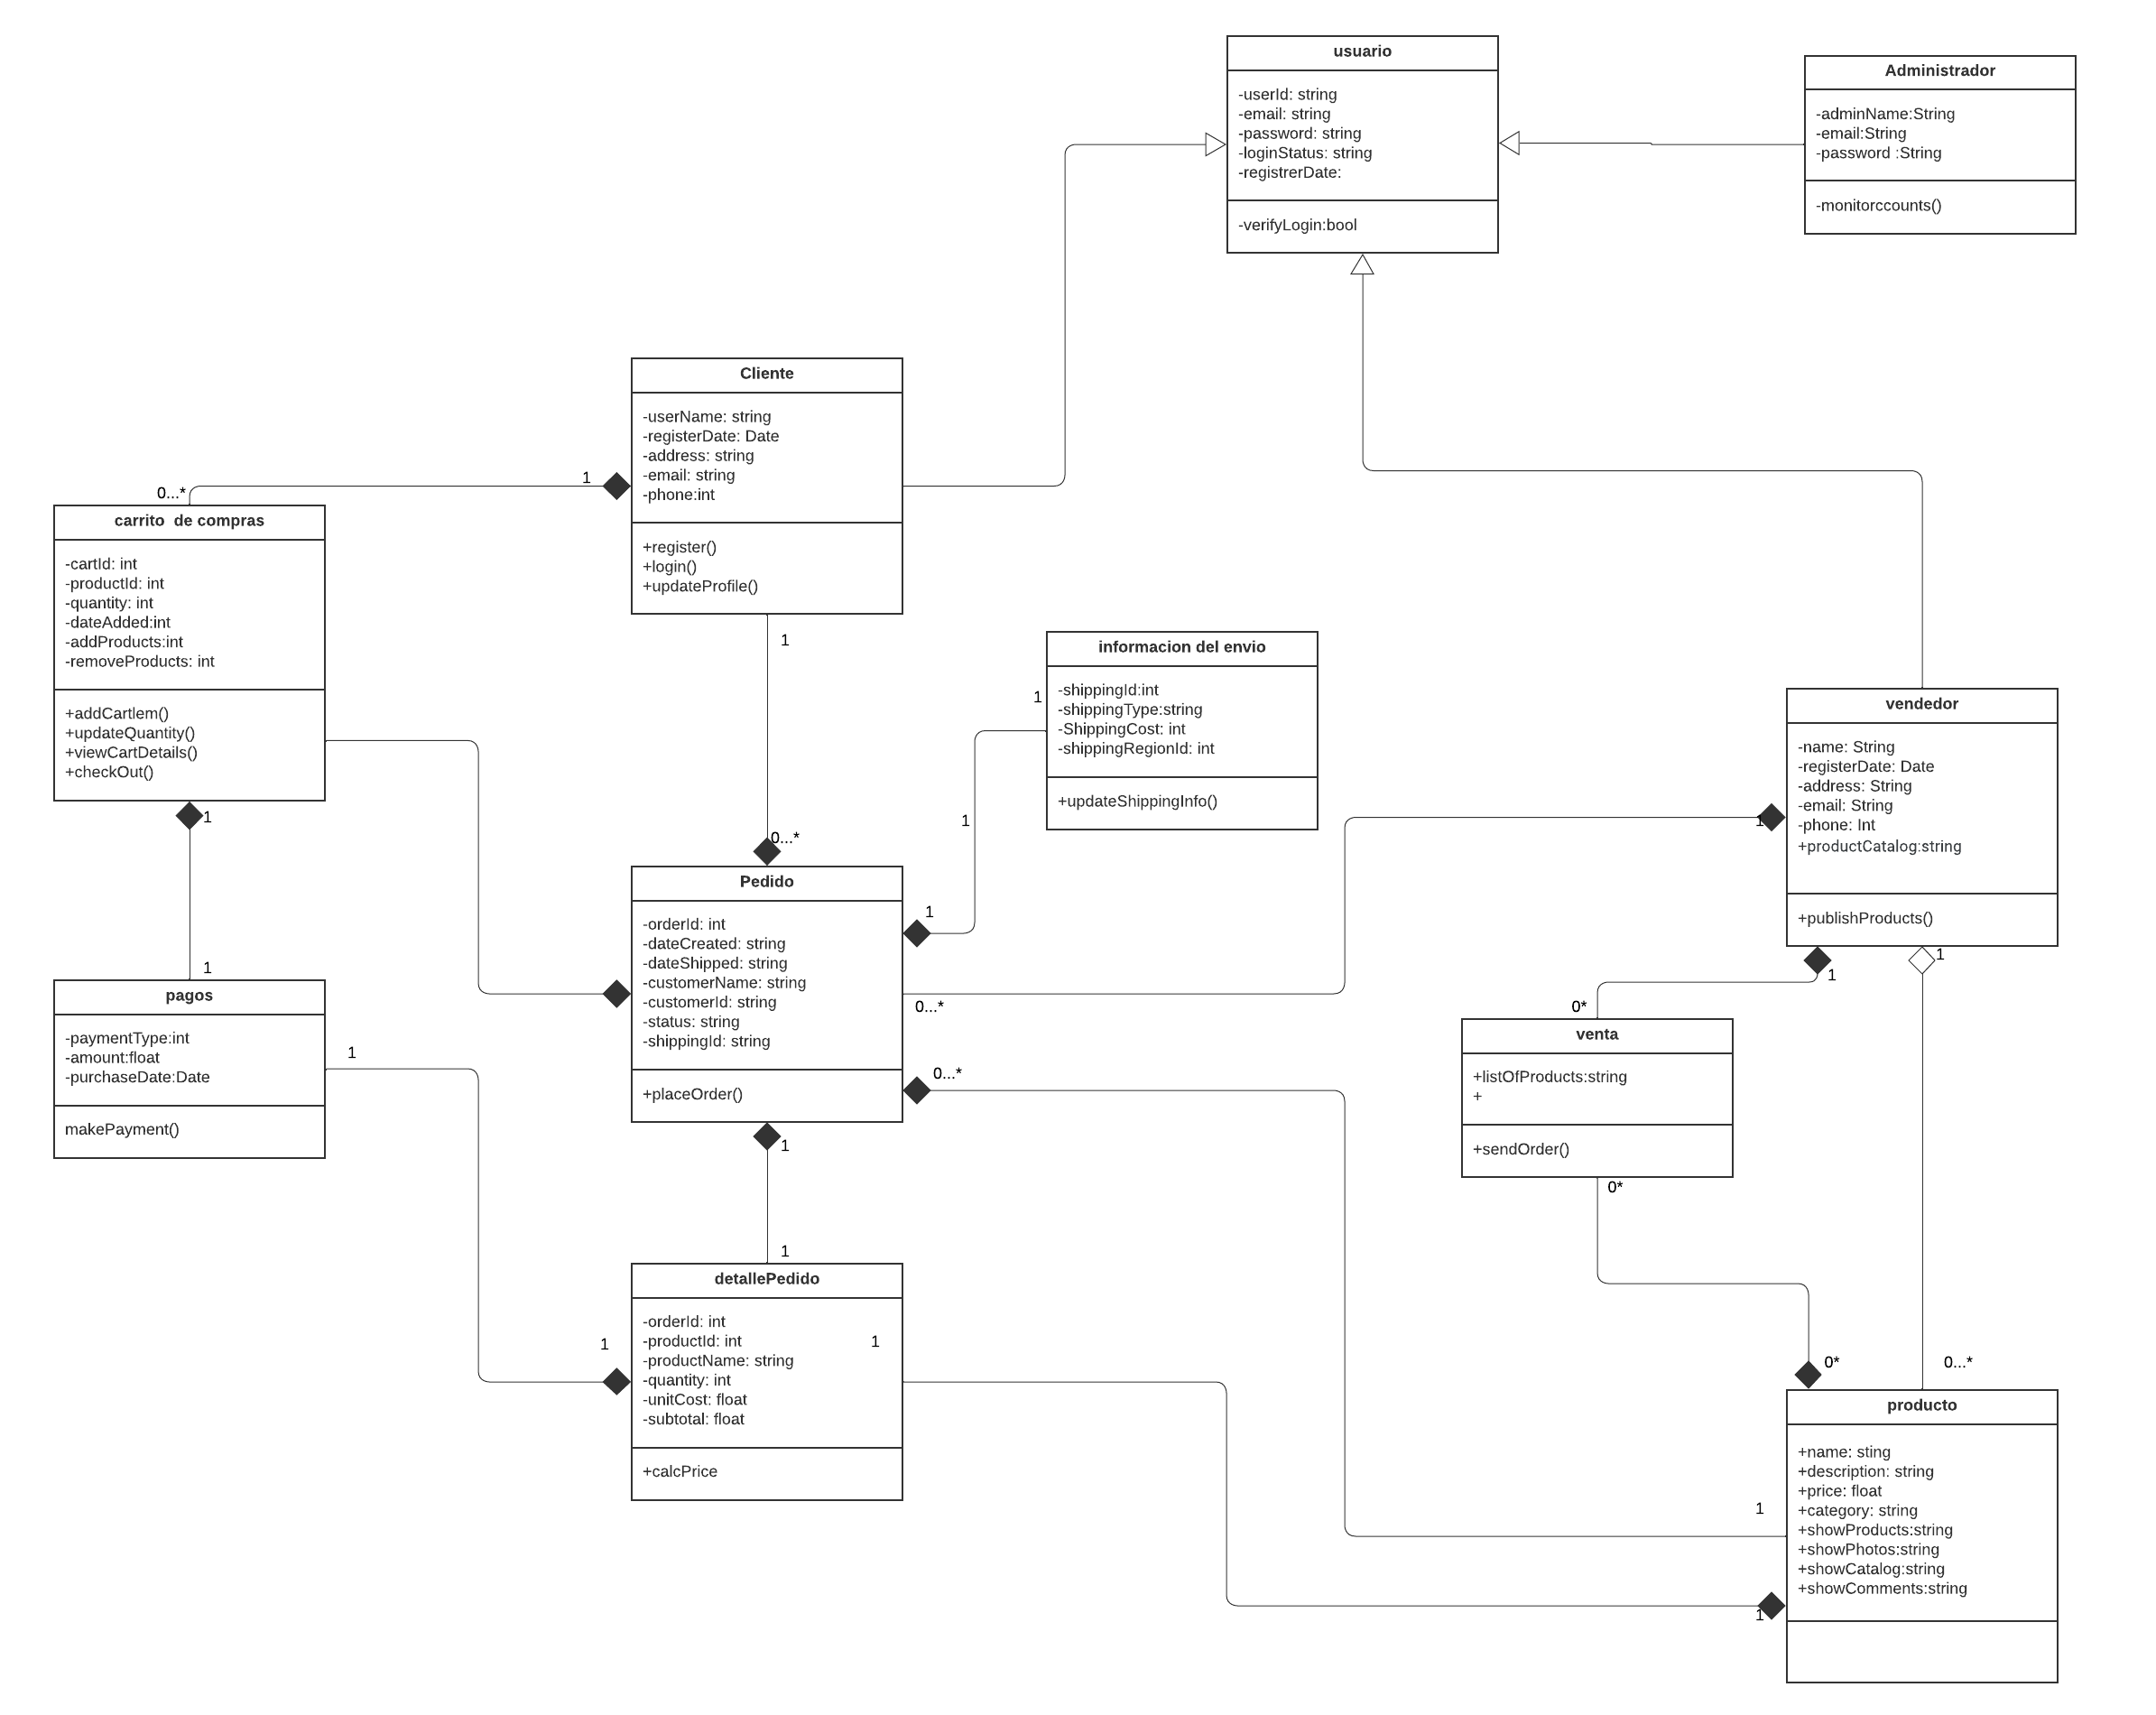 usuario
-userId: string
-email: string
-password: string
-loginStatus: string
-registrerDate:
-verifyLogin:bool
Administrador
-adminName:String
-email:String
-password :String
-monitorccounts()
Cliente
-userName: string
-registerDate: Date
-address: string
-email: string
-phone:int
+register()
+login()
+updateProfile()
1
0...*
1
0...*
carrito  de compras
-cartId: int
-productId: int
-quantity: int
-dateAdded:int
-addProducts:int
-removeProducts: int
+addCartIem()
+updateQuantity()
+viewCartDetails()
+checkOut()
1
1
informacion del envio
-shippingId:int
-shippingType:string
-ShippingCost: int
-shippingRegionId: int
+updateShippingInfo()
1
1
1
vendedor
-name: String
-registerDate: Date
-address: String
-email: String
-phone: Int
+productCatalog:string
+publishProducts()
1
1
1
Pedido
-orderId: int
-dateCreated: string
-dateShipped: string
-customerName: string
-customerId: string
-status: string
-shippingId: string
+placeOrder()
0...*
0...*
1
1
pagos
-paymentType:int
-amount:float
-purchaseDate:Date
makePayment()
1
1
0*
venta
+listOfProducts:string
+
+sendOrder()
0*
0*
0...*
detallePedido
-orderId: int
-productId: int
-productName: string
-quantity: int
-unitCost: float
-subtotal: float
+calcPrice
1
producto
+name: sting
+description: string
+price: float
+category: string
+showProducts:string
+showPhotos:string
+showCatalog:string
+showComments:string
1
1